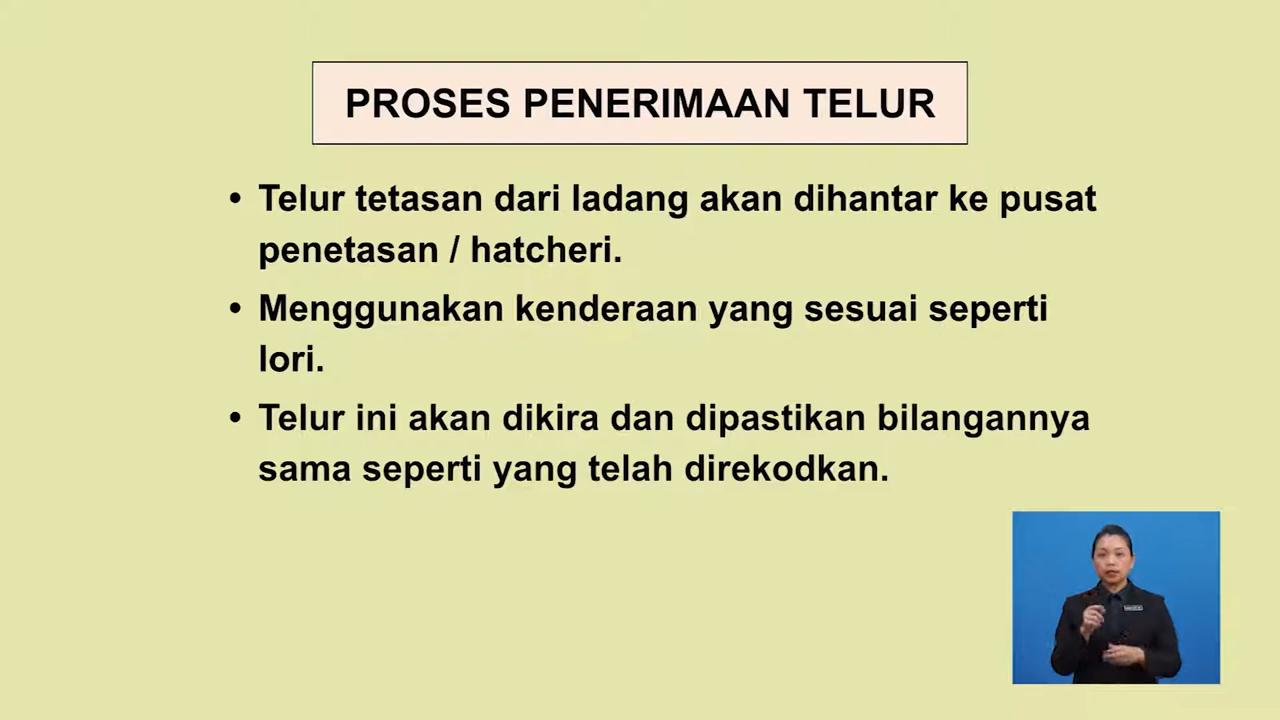 PROSES PENERIMAAN TELUR
• Telur tetasan dari ladang akan dihantar ke pusat
penetasan / hatcheri.
• Menggunakan kenderaan yang sesuai seperti
lori.
• Telur ini akan dikira dan dipastikan bilangannya
sama seperti yang telah direkodkan.